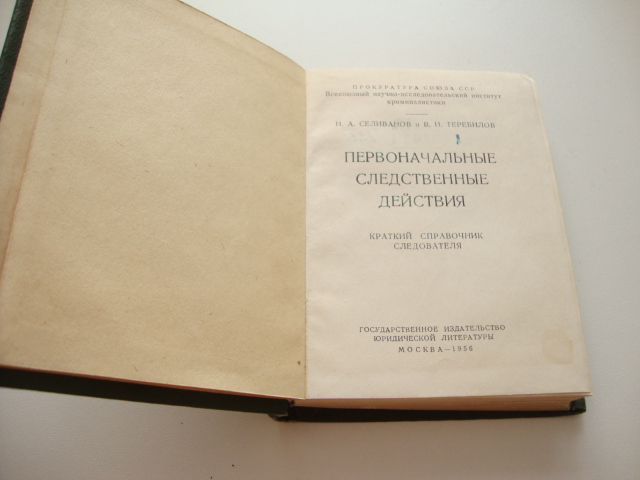 ПРОКУРАТУРА СОЮЗА ССР
Всесоюзный научно-исследовательский институт
криминалистики
Н. А. СЕЛИВАНОВ и В. И. ТЕРЕБИЛОВ
ПЕРВОНАЧАЛЬНЫЕ
СЛЕДСТВЕННЫЕ
ДЕЙСТВИЯ
КРАТКИЙ СПРАВОЧНИК
СЛЕДОВАТЕЛЯ
ГОСУДАРСТВЕННОЕ ИЗДАТЕЛЬСТВО
ЮРИДИЧЕСКОЙ ЛИТЕРАТУРЫ
МОСКВА—1956